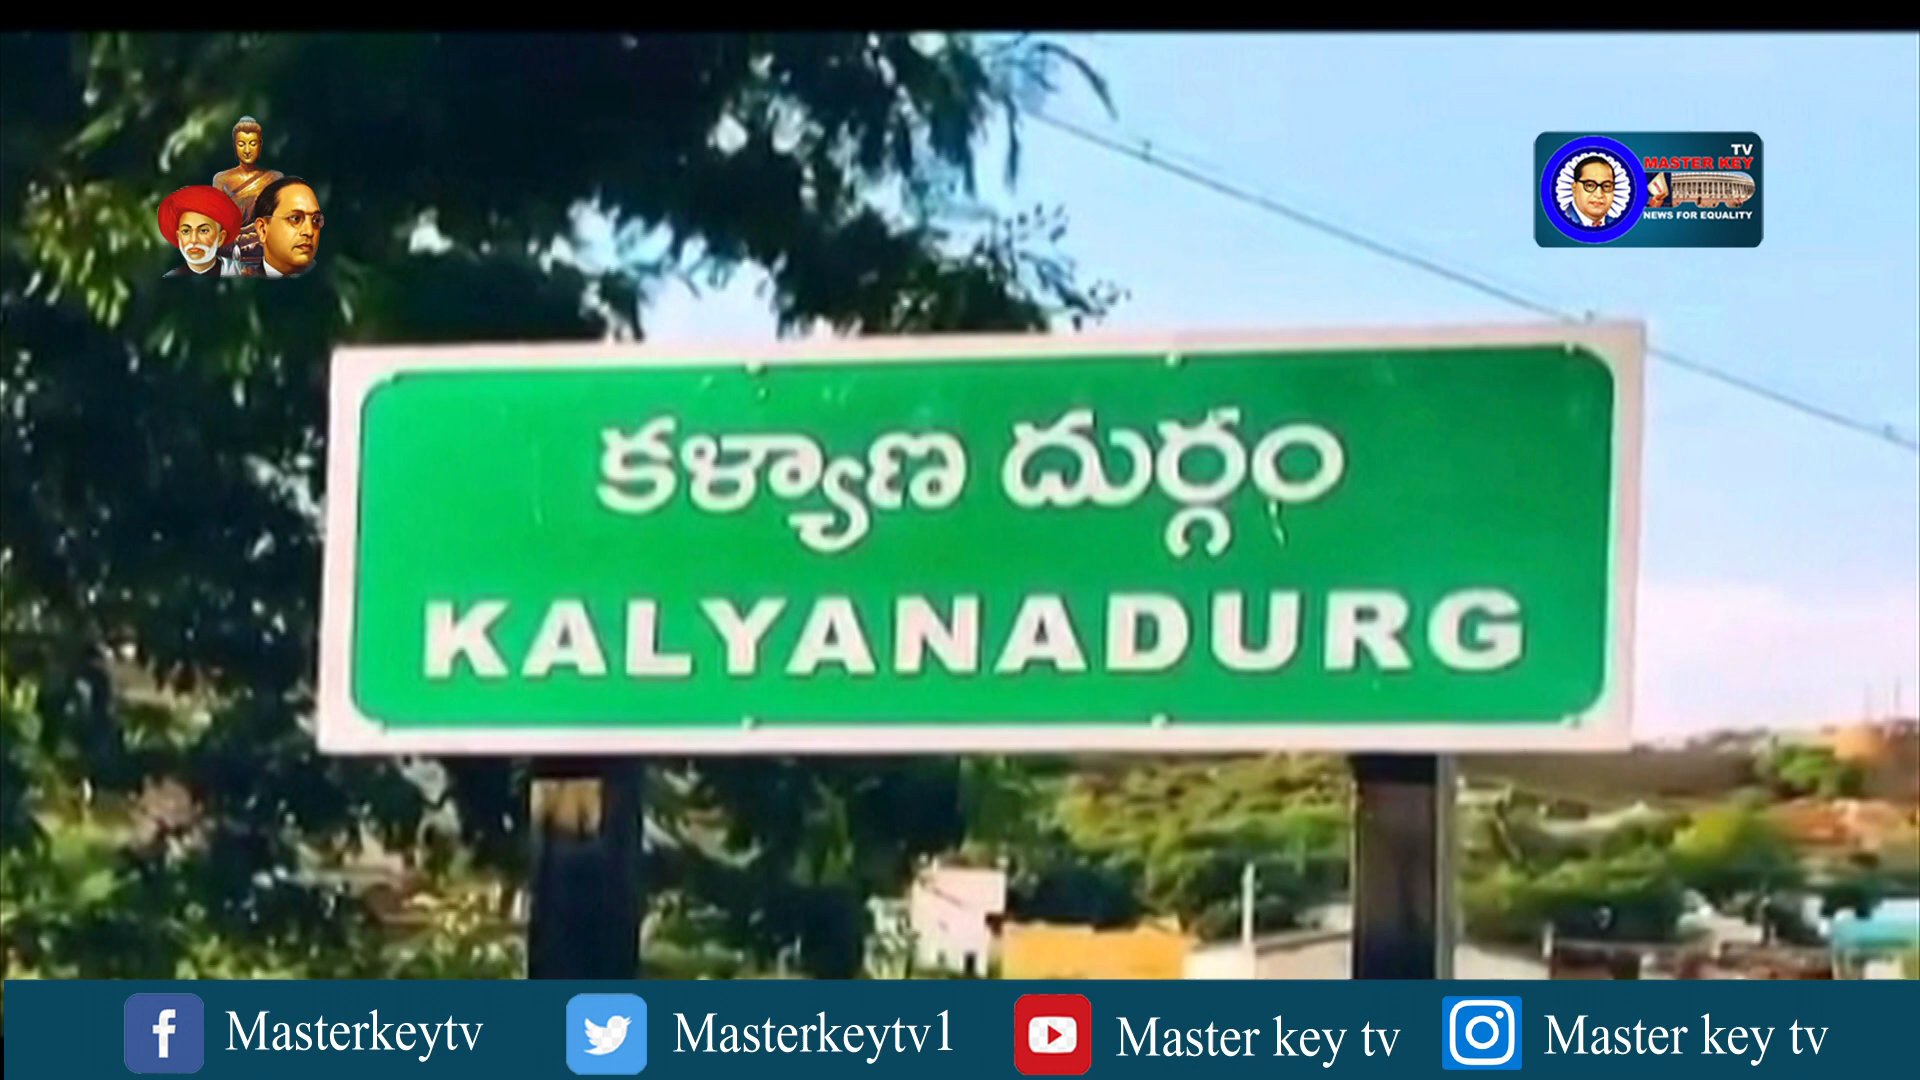 TV
MASTER KEY
NEWS FOR EQUALITY
కళ్యాణ దుర్గం
KALYANADURG
Masterkeytv
Masterkeytv1
Master key tv
Master key tv